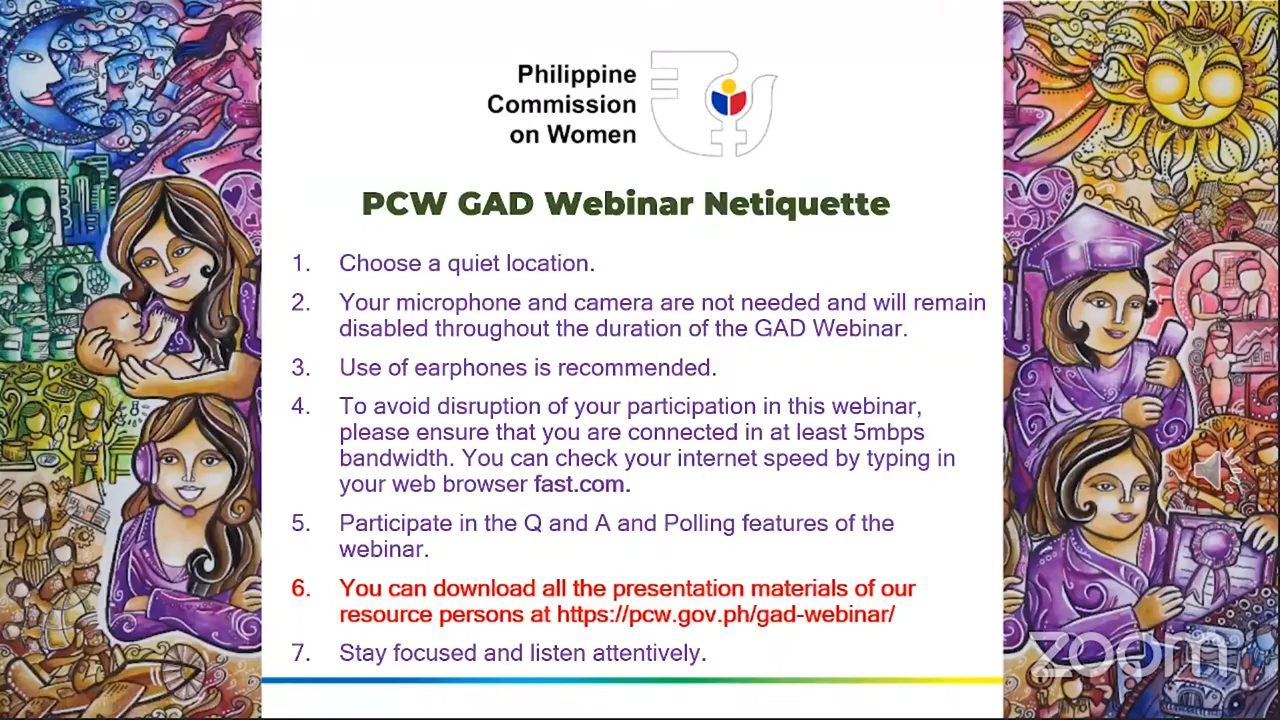 Philippine
Commission
on Women
PCW GAD Webinar Netiquette
1. Choose a quiet location.
2. Your microphone and camera are not needed and will remain
disabled throughout the duration of the GAD Webinar.
3. Use of earphones is recommended.
4. To avoid disruption of your participation in this webinar,
please ensure that you are connected in at least 5mbps
bandwidth. You can check your internet speed by typing in
your web browser fast.com.
5. Participate in the Q and A and Polling features of the
webinar.
6. You can download all the presentation materials of our
resource persons at https://pcw.gov.ph/gad-webinar/
7. Stay focused and listen attentively.
zoom